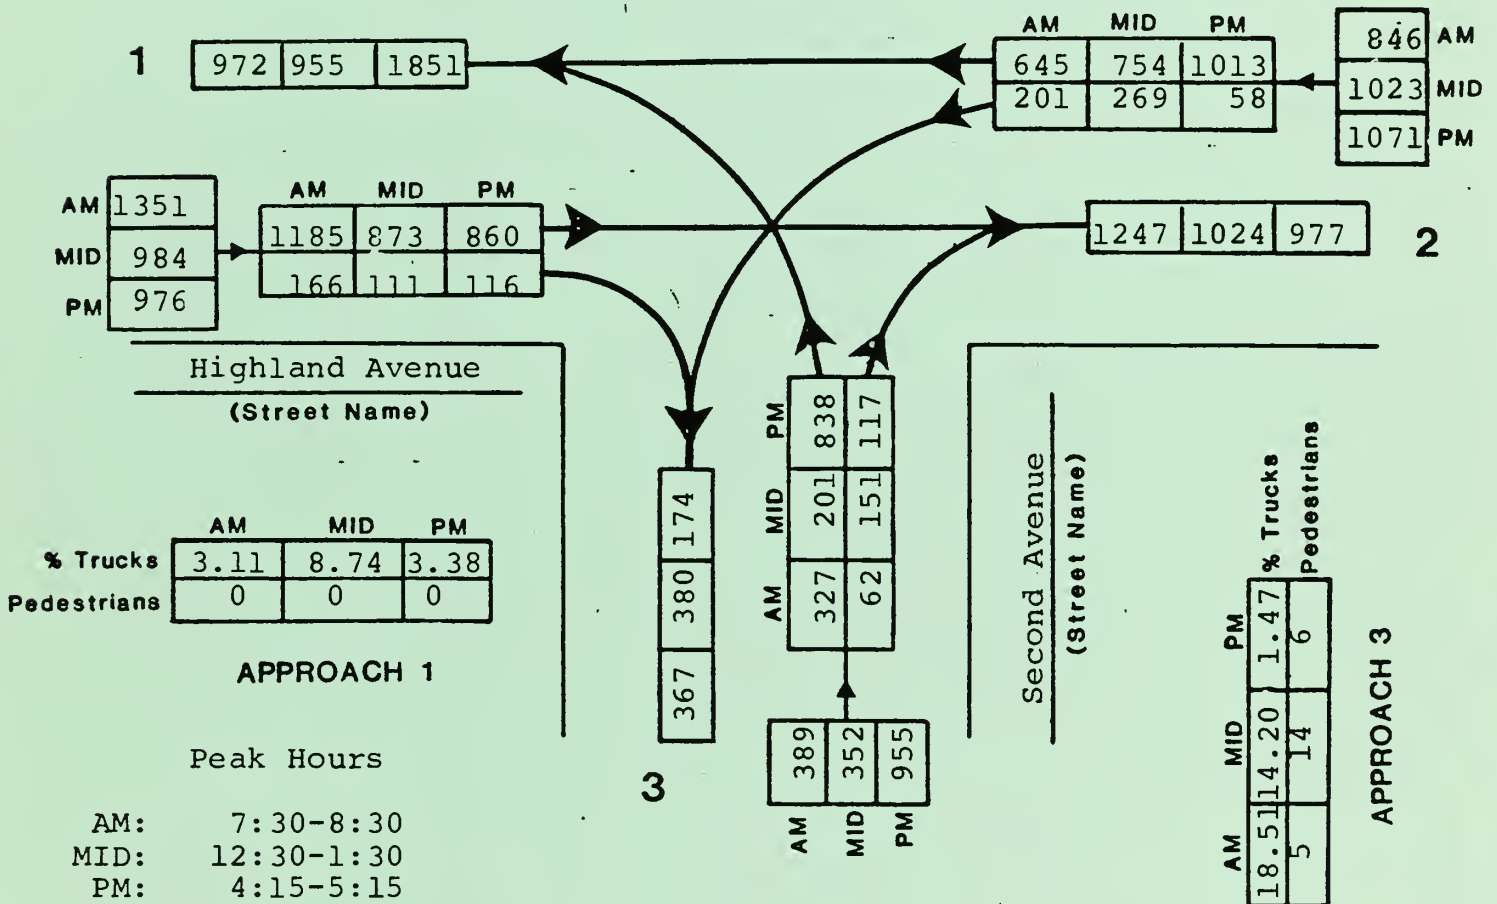 AM MID PM
1 972 955 1851
645 754 1013
201 269 58
846 AM
1023 MID
1071 PM
AM 1351
MID 984
PM 976
AM MID PM
1185 873 860
166 111 116
1247 1024 977 2
Highland Avenue
(Street Name)
AM MID PM
% Trucks 3.11 8.74 3.38
Pedestrians 0 0 0
APPROACH 1
Peak Hours
AM: 7:30-8:30
MID: 12:30-1:30
PM: 4:15-5:15
367 380 174
3
AM MID PM
327 201 838
62 151 117
389 352 955
AM MID PM
Second Avenue
(Street Name)
AM MID PM
18.51 14.20 1.47 % Trucks
5 14 6 Pedestrians
APPROACH 3